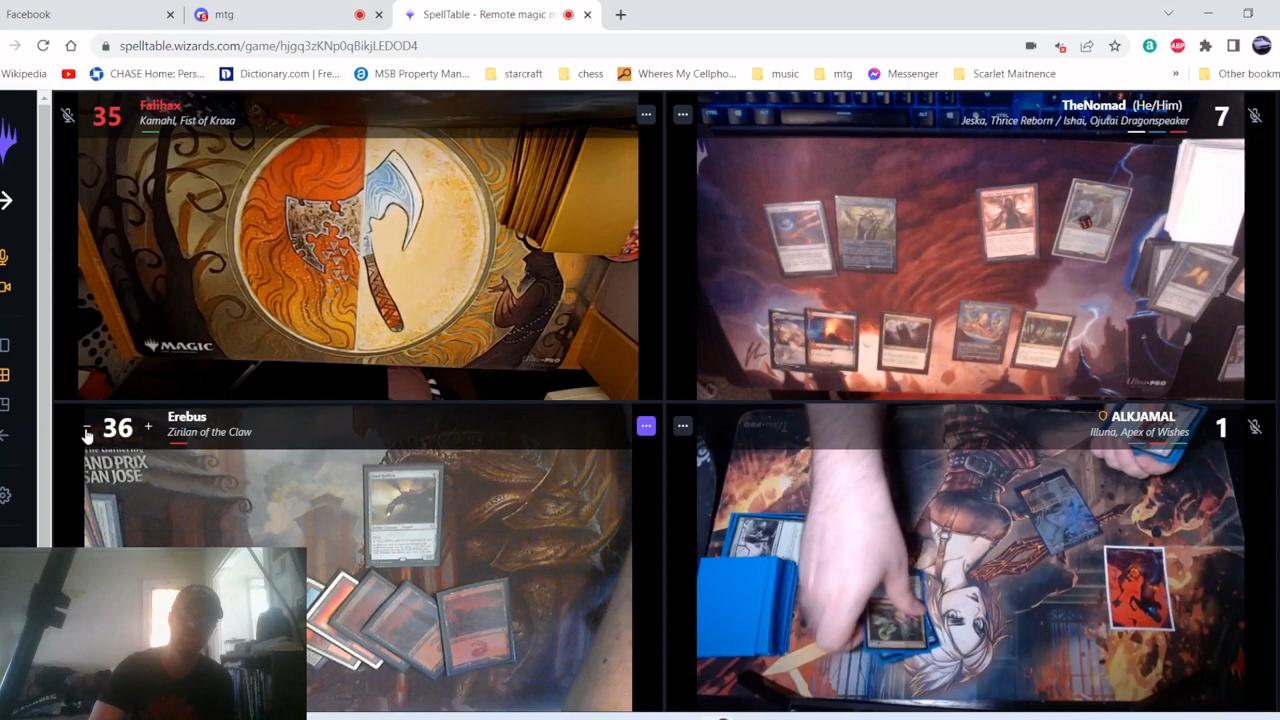 Facebook
mtg
SpellTable - Remote magic m
spelltable.wizards.com/game/hjgq3zKNp0qBikjLEDOD4
ABP
Wikipedia
CHASE Home: Pers...
Dictionary.com | Fre...
MSB Property Man...
starcraft
chess
Wheres My Cellpho...
music
mtg
Messenger
Scarlet Maitnence
»
Other bookm
35
Falihax
Kamahl, Fist of Krosa
MAGIC
TheNomad (He/Him)
Jeska, Thrice Reborn / Ishai, Ojutai Dragonspeaker
7
- 36 +
Erebus
Zirilan of the Claw
AND PRIX
SAN JOSE
ALKJAMAL
Illuna, Apex of Wishes
1